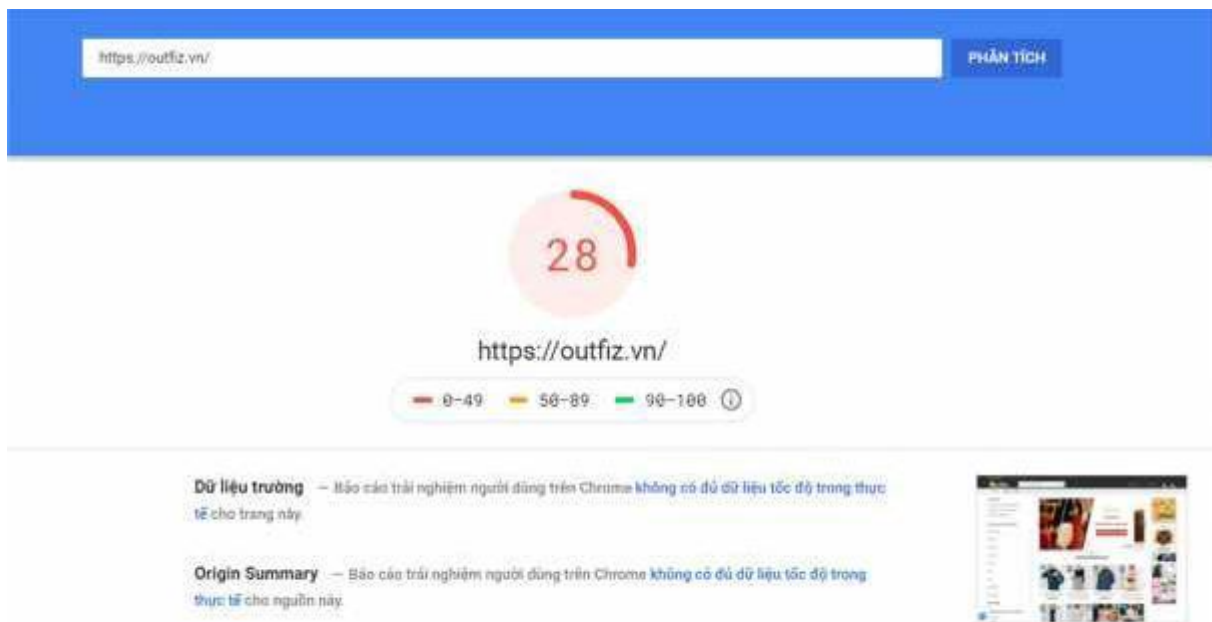 https://outfiz.vn/
PHÂN TÍCH
28
https://outfiz.vn/
0-49 50-89 90-100
Dữ liệu trường — Báo cáo trải nghiệm người dùng trên Chrome không có đủ dữ liệu tốc độ trong thực
tế cho trang này.
Origin Summary — Báo cáo trải nghiệm người dùng trên Chrome không có đủ dữ liệu tốc độ trong
thực tế cho nguồn này.